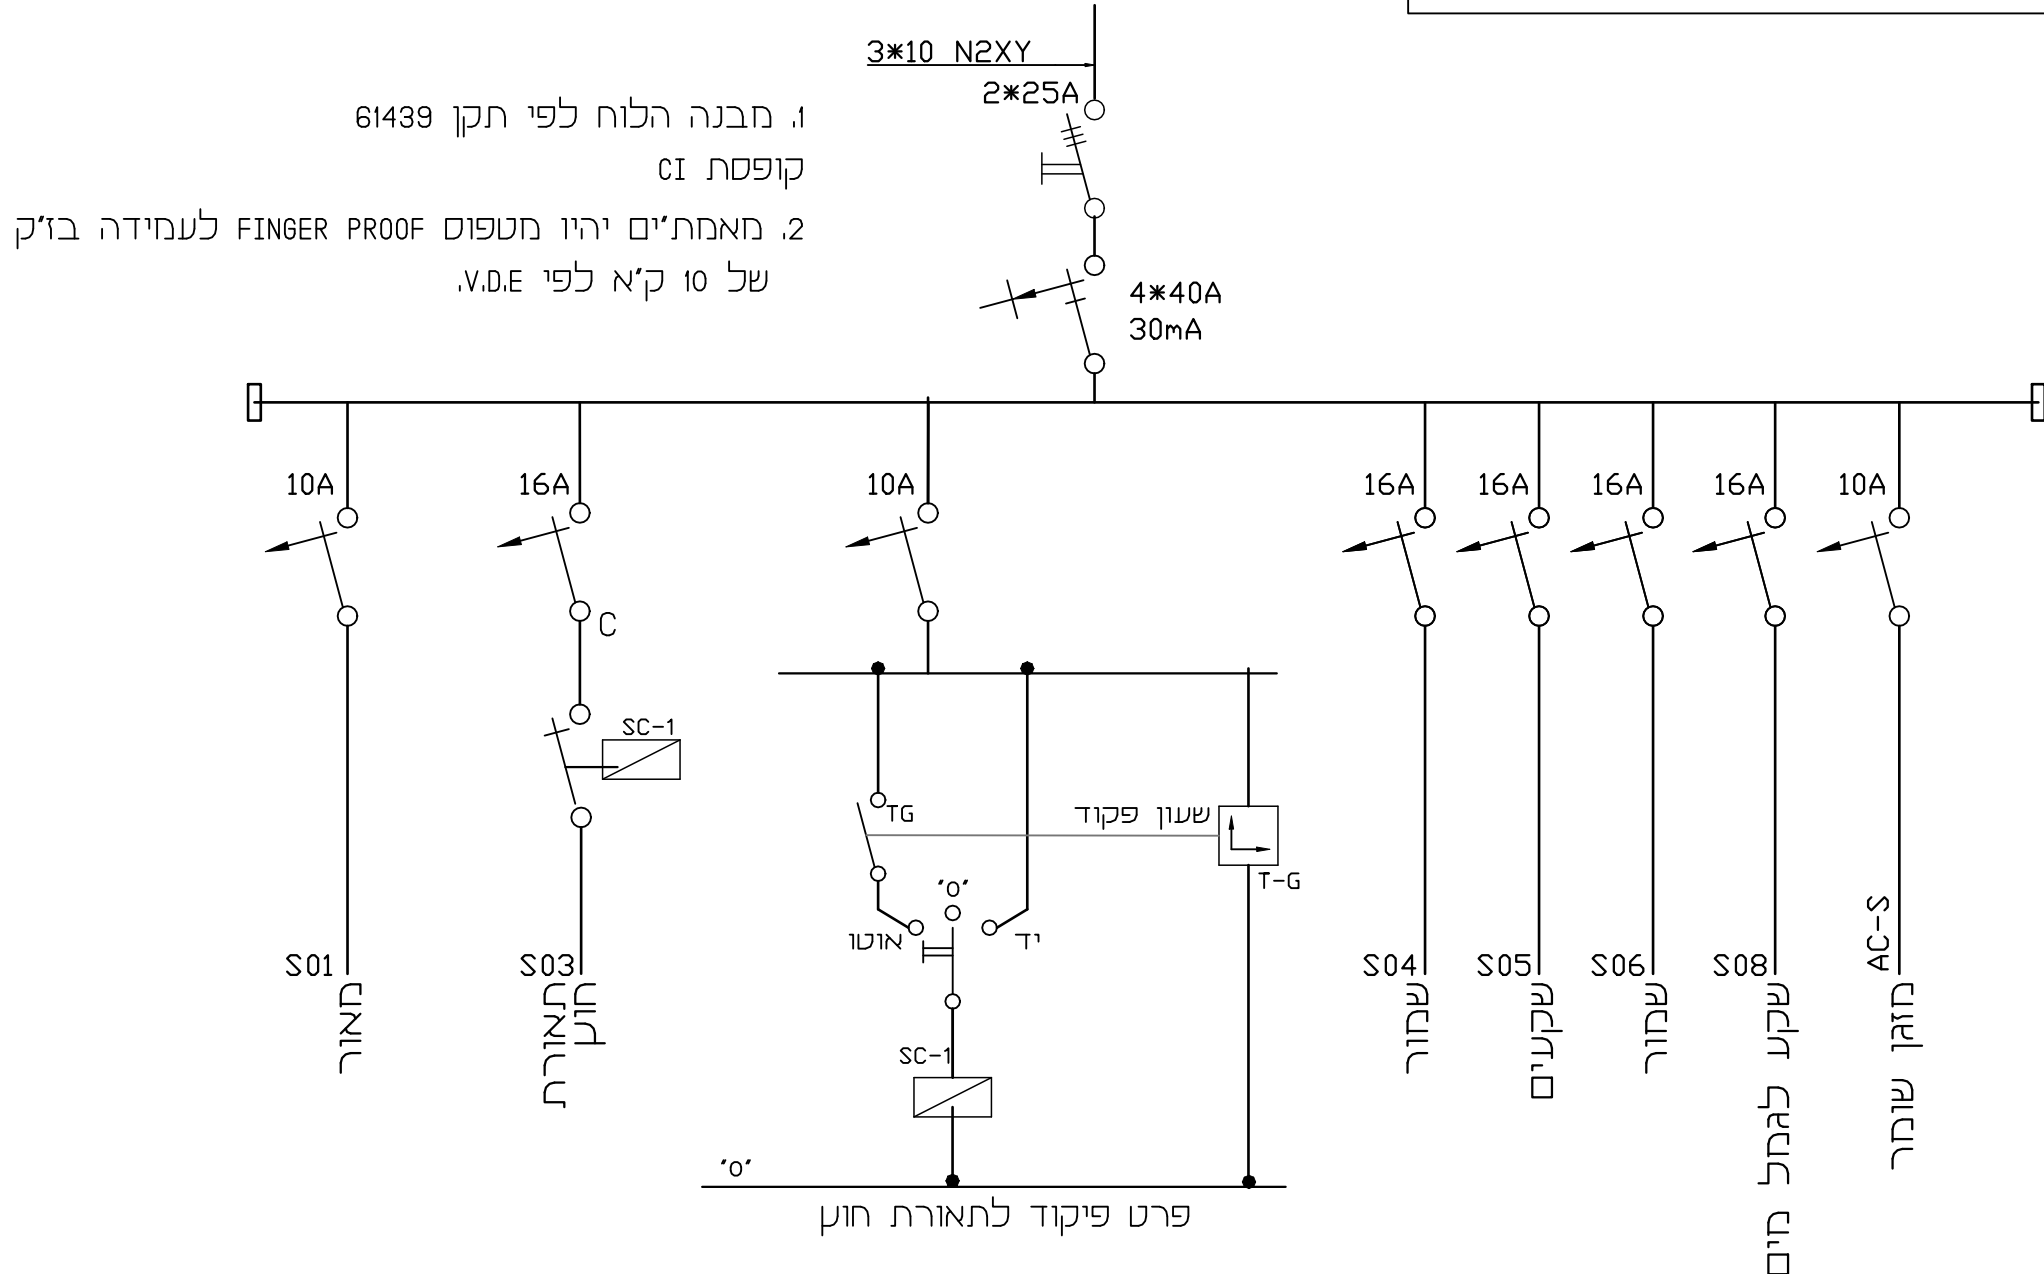 3*10 N2XY
2*25A
1. מבנה הלוח לפי תקן 61439
קופסת CI
2. מאמת"ים יהיו מטפוס FINGER PROOF לעמידה בז"ק
של 10 ק"א לפי V.D.E.
4*40A
30mA
10A
16A
10A
16A
16A
16A
16A
10A
C
SC-1
TG
שעון פקוד
T-G
"0"
אוטו
יד
SC-1
"0"
פרט פיקוד לתאורת חוץ
S01
מאור
S03
תאורת
חוץ
S04
שמור
S05
שקעים
S06
שמור
S08
שקע לגמל מים
AC-S
מזגן שומר